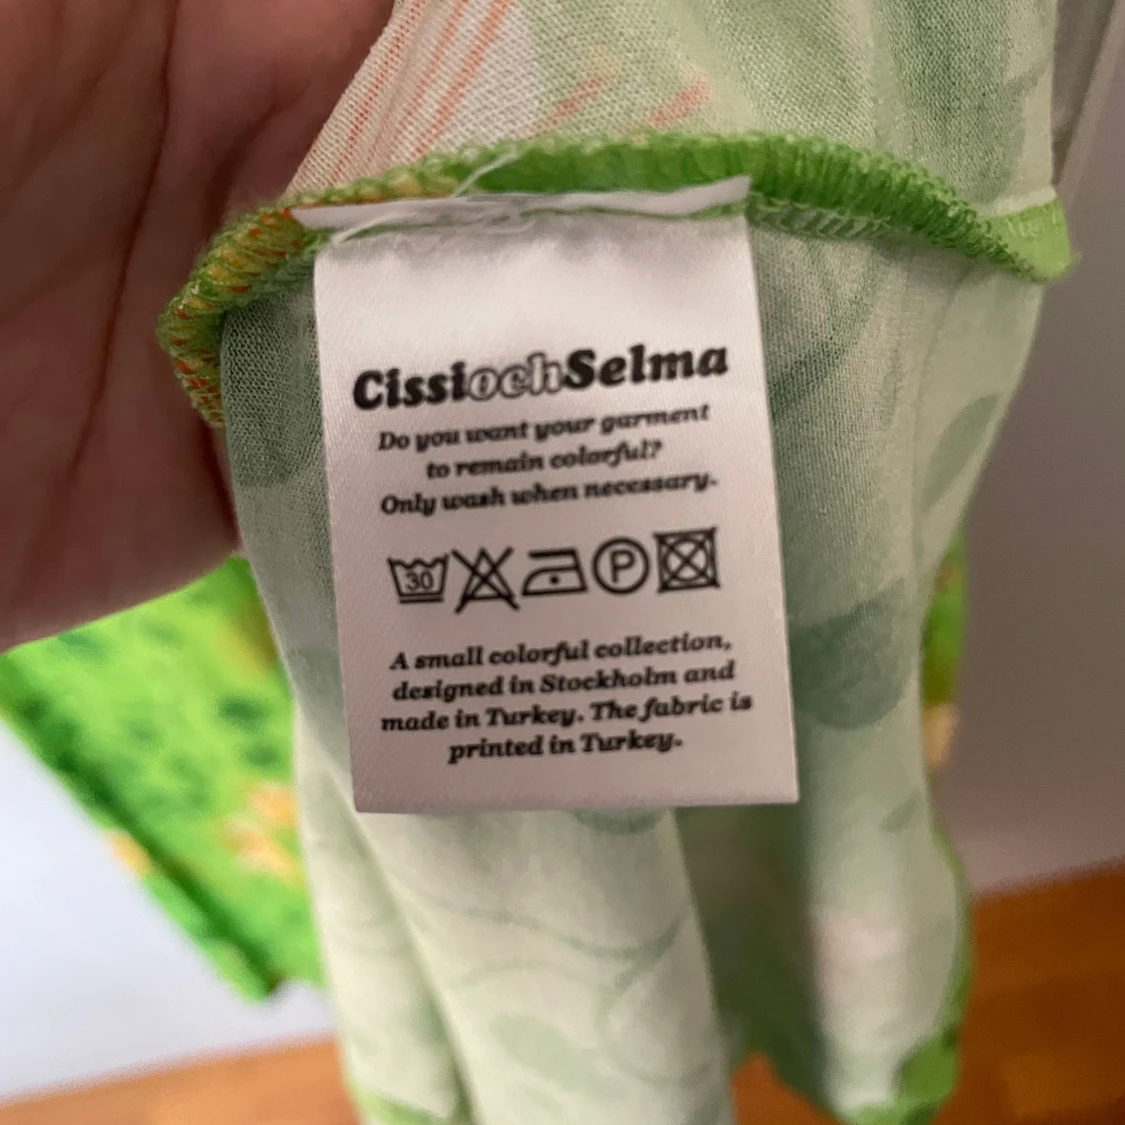 CissiochSelma
Do you want your garment
to remain colorful?
Only wash when necessary.
30 P
A small colorful collection,
designed in Stockholm and
made in Turkey. The fabric is
printed in Turkey.